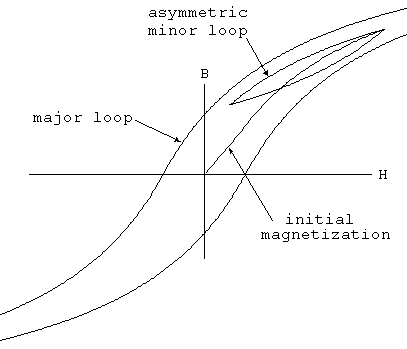 asymmetric
minor loop
B
major loop
H
initial
magnetization